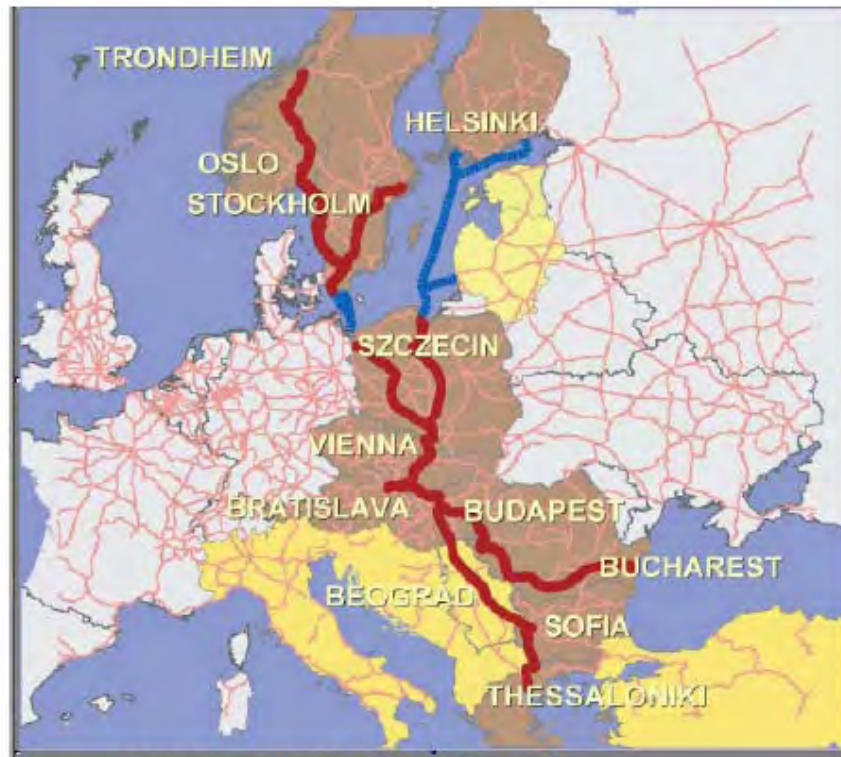 TRONDHEIM
HELSINKI
OSLO
STOCKHOLM
SZCZECIN
VIENNA
BRATISLAVA
BUDAPEST
BUCHAREST
BEOGRAD
SOFIA
THESSALONIKI